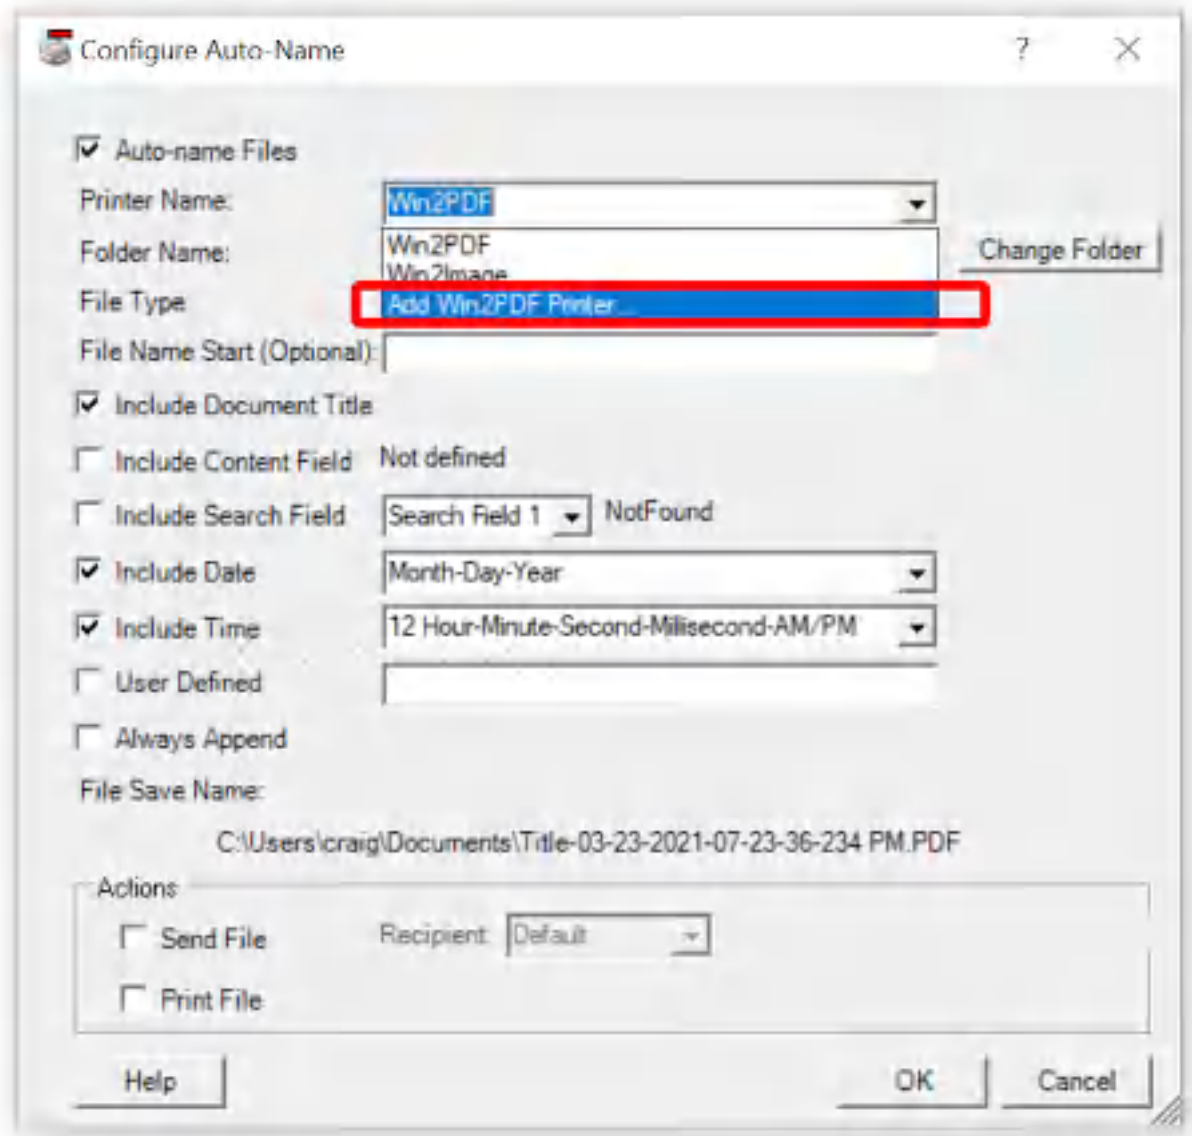 Configure Auto-Name ?
Auto-name Files
Printer Name: Win2PDF
Win2PDF
Folder Name: Change Folder
Win2Image
File Type Add Win2PDF Printer...
File Name Start (Optional):
Include Document Title
Include Content Field Not defined
Include Search Field Search Field 1 NotFound
Include Date Month-Day-Year
Include Time 12 Hour-Minute-Second-Millisecond-AM/PM
User Defined
Always Append
File Save Name:
C:\Users\craig\Documents\Title-03-23-2021-07-23-36-234 PM.PDF
Actions
Send File Recipient Default
Print File
Help OK Cancel